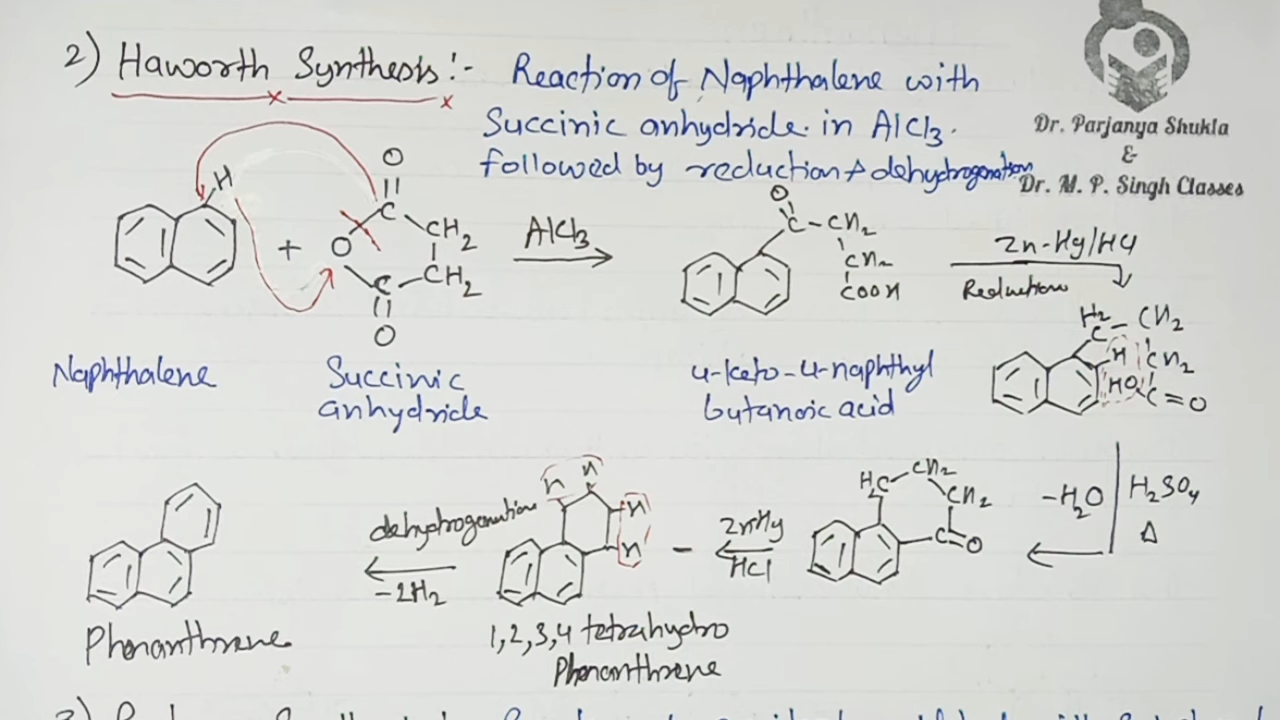 2) Haworth Synthesis :- Reaction of Naphthalene with
Succinic anhydride in AlCl3.
followed by reduction & dehydrogenation
Dr. Parjanya Shukla
&
Dr. M. P. Singh Classes
H
O
C
O
CH2
CH2
C
O
+
AlCl3
O
C-CH2
CH2
COOH
Zn-Hg/HCl
Reduction
H2
C-CH2
H
CH2
HO
C=O
Naphthalene
Succinic
anhydride
4-keto-4-naphthyl
butanoic acid
-H2O
H2SO4
Δ
H2C
CH2
CH2
C=O
ZnHg
HCl
H
H
H
H
dehydrogenation
-2H2
Phenanthrene
1,2,3,4 tetrahydro
Phenanthrene